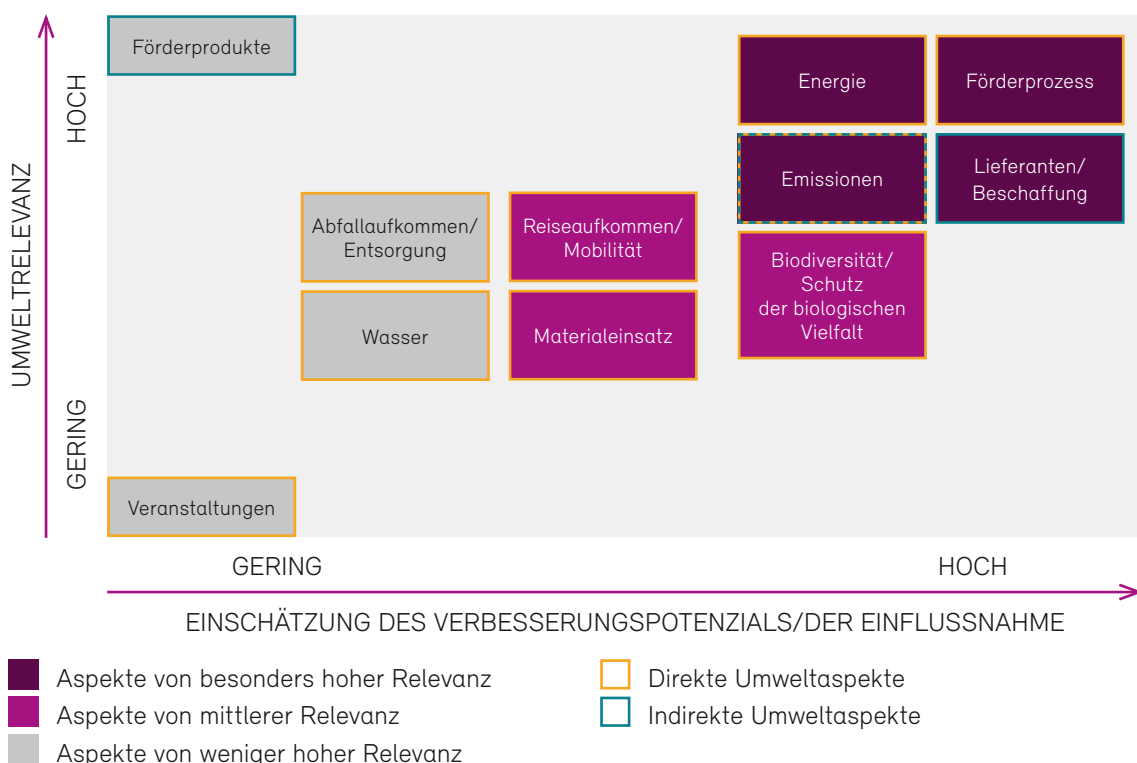 UMWELTRELEVANZ
HOCH
GERING
Förderprodukte
Energie
Förderprozess
Emissionen
Lieferanten/
Beschaffung
Abfallaufkommen/
Entsorgung
Reiseaufkommen/
Mobilität
Biodiversität/
Schutz
der biologischen
Vielfalt
Wasser
Materialeinsatz
Veranstaltungen
GERING
HOCH
EINSCHÄTZUNG DES VERBESSERUNGSPOTENZIALS/DER EINFLUSSNAHME
Aspekte von besonders hoher Relevanz
Aspekte von mittlerer Relevanz
Aspekte von weniger hoher Relevanz
Direkte Umweltaspekte
Indirekte Umweltaspekte